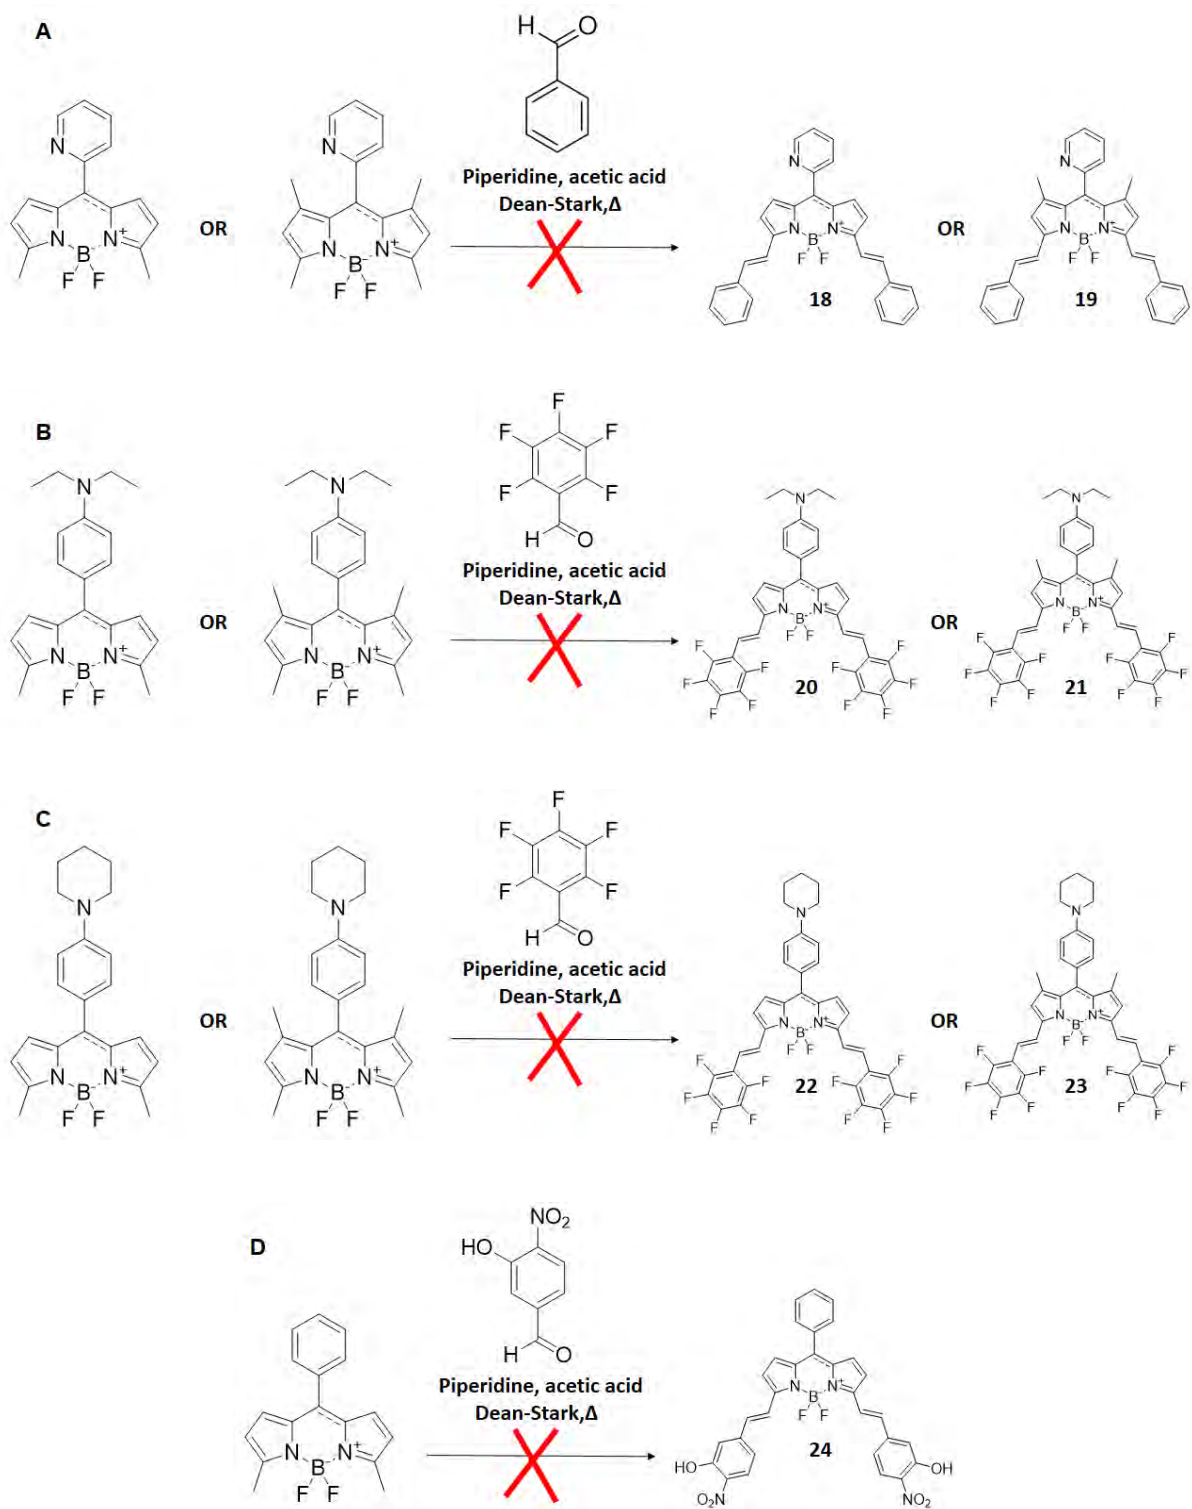 A
H O
N
N
Piperidine, acetic acid
Dean-Stark,Δ
N
N
OR
OR
N B N+
F F
N B- N+
F F
N B N+
F F
N B N+
F F
18
19
B
F
F F
F F
H O
N
N
Piperidine, acetic acid
Dean-Stark,Δ
N
N
OR
OR
N B- N+
F F
N B- N+
F F
N B- N+
F F
N B N+
F F
F F F F F
F F F F F
20
F F F F F
F F F F F
21
C
F
F F
F F
H O
N
N
Piperidine, acetic acid
Dean-Stark,Δ
N
N
OR
OR
N B- N+
F F
N B- N+
F F
N B- N+
F F
N B N+
F F
F F F F F
F F F F F
22
F F F F F
F F F F F
23
D
NO2
HO
H O
Piperidine, acetic acid
Dean-Stark,Δ
N B- N+
F F
N B- N+
F F
24
HO
OH
O2N
NO2